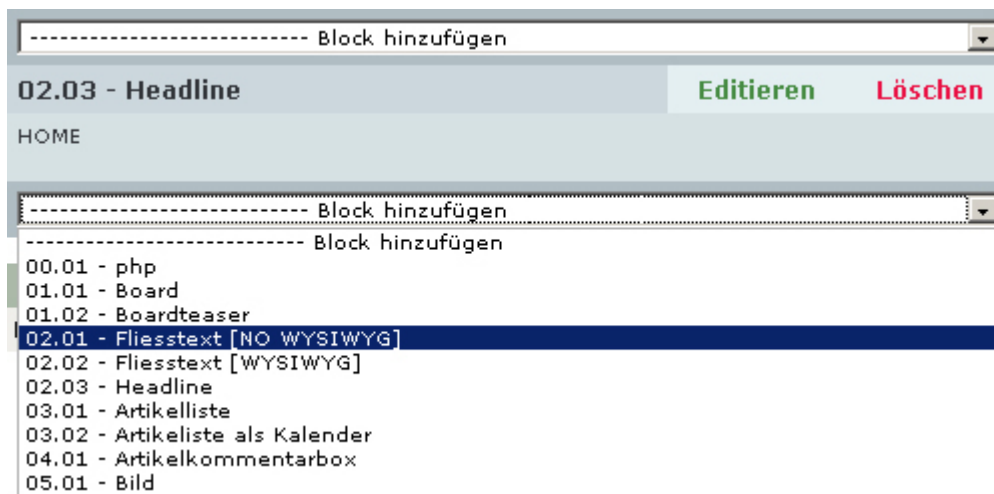 ---------------------------- Block hinzufügen
02.03 - Headline Editieren Löschen
HOME
---------------------------- Block hinzufügen
---------------------------- Block hinzufügen
00.01 - php
01.01 - Board
01.02 - Boardteaser
02.01 - Fliesstext [NO WYSIWYG]
02.02 - Fliesstext [WYSIWYG]
02.03 - Headline
03.01 - Artikelliste
03.02 - Artikeliste als Kalender
04.01 - Artikelkommentarbox
05.01 - Bild